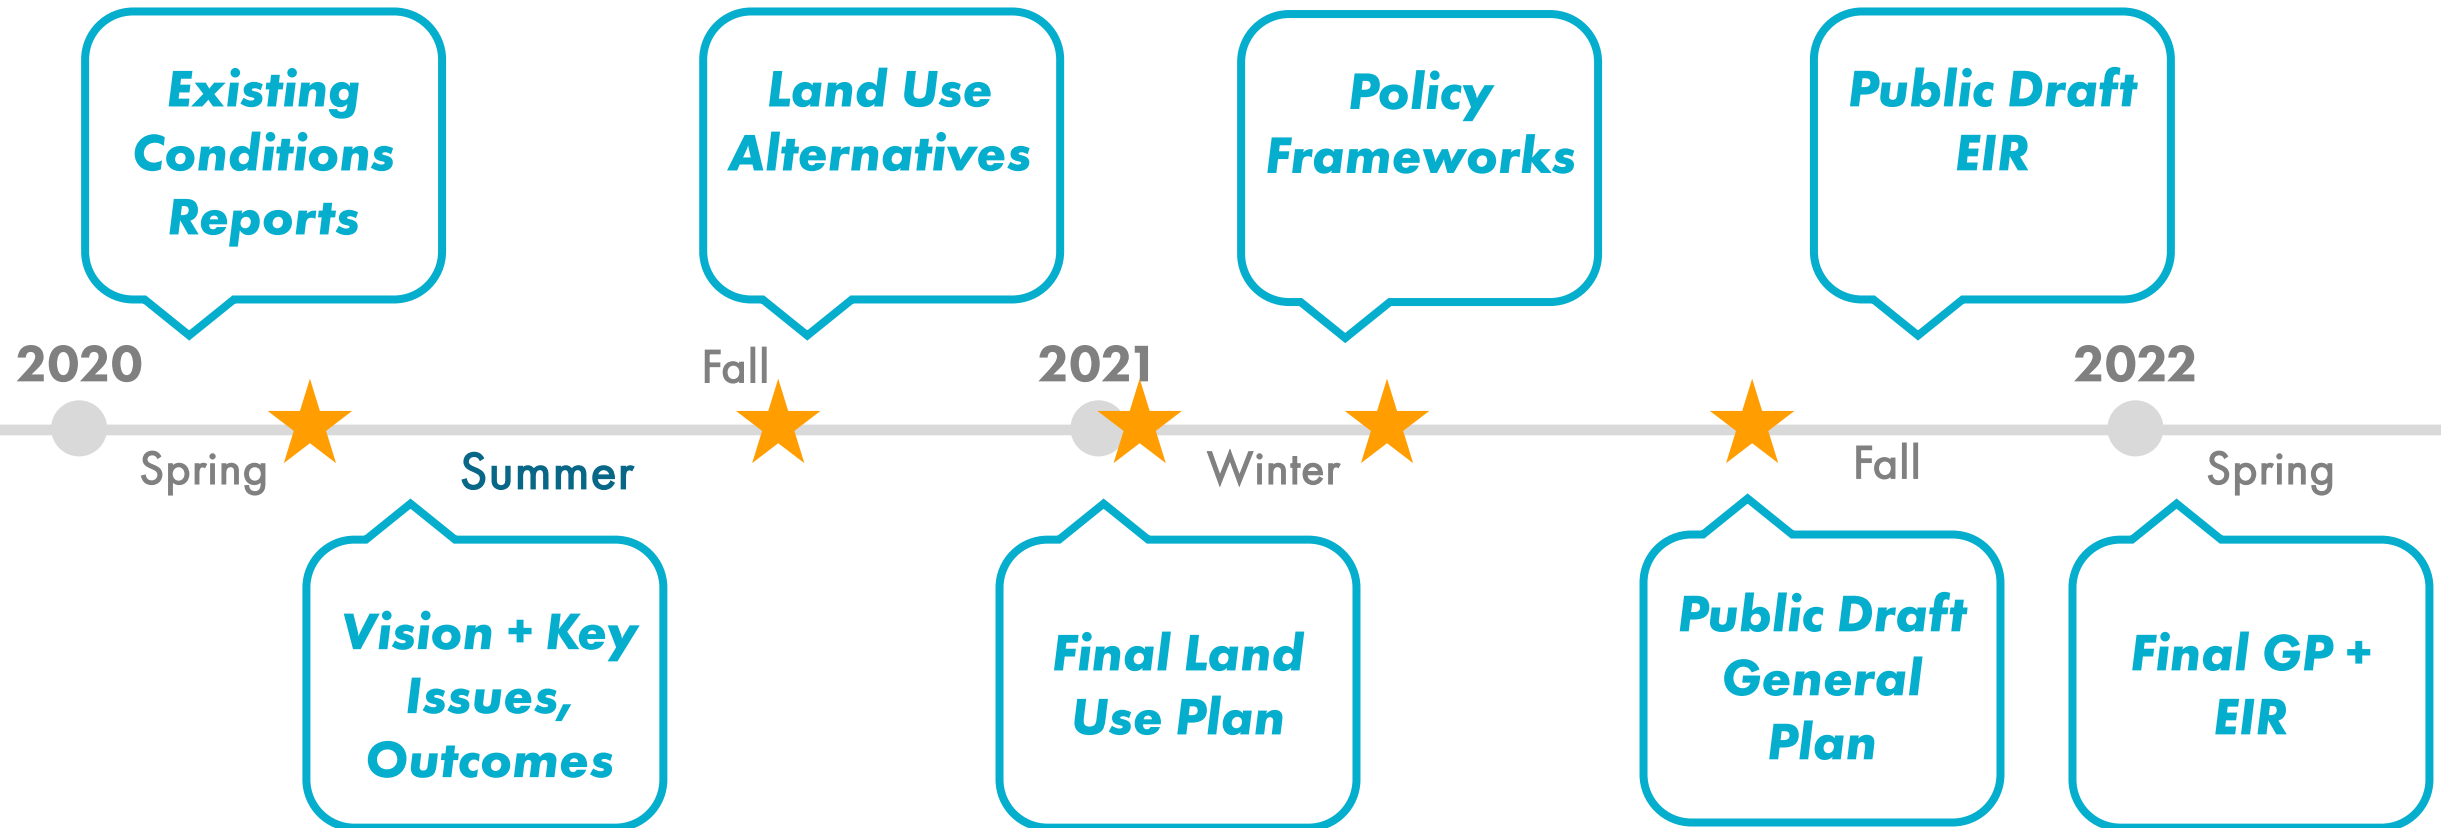 Existing
Conditions
Reports
Land Use
Alternatives
Policy
Frameworks
Public Draft
EIR
2020
Fall
2021
2022
Spring
Summer
Winter
Fall
Spring
Vision + Key
Issues,
Outcomes
Final Land
Use Plan
Public Draft
General
Plan
Final GP +
EIR